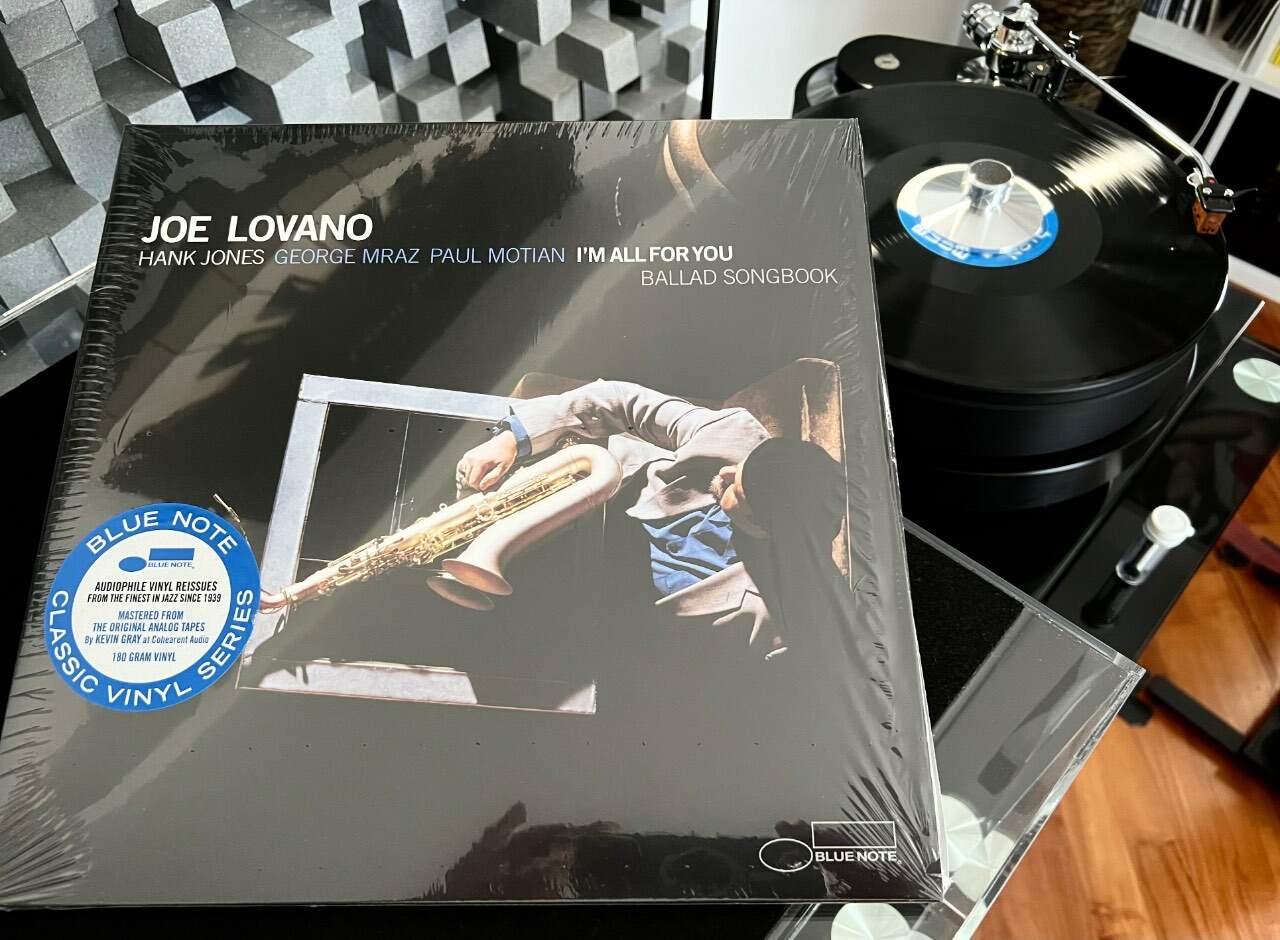 JOE LOVANO
HANK JONES GEORGE MRAZ PAUL MOTIAN I'M ALL FOR YOU
BALLAD SONGBOOK
BLUE NOTE
BLUE NOTE
AUDIOPHILE VINYL REISSUES
FROM THE FINEST IN JAZZ SINCE 1939
MASTERED FROM
THE ORIGINAL ANALOG TAPES
By KEVIN GRAY at Cohearent Audio
180 GRAM VINYL
CLASSIC VINYL SERIES
BLUE NOTE